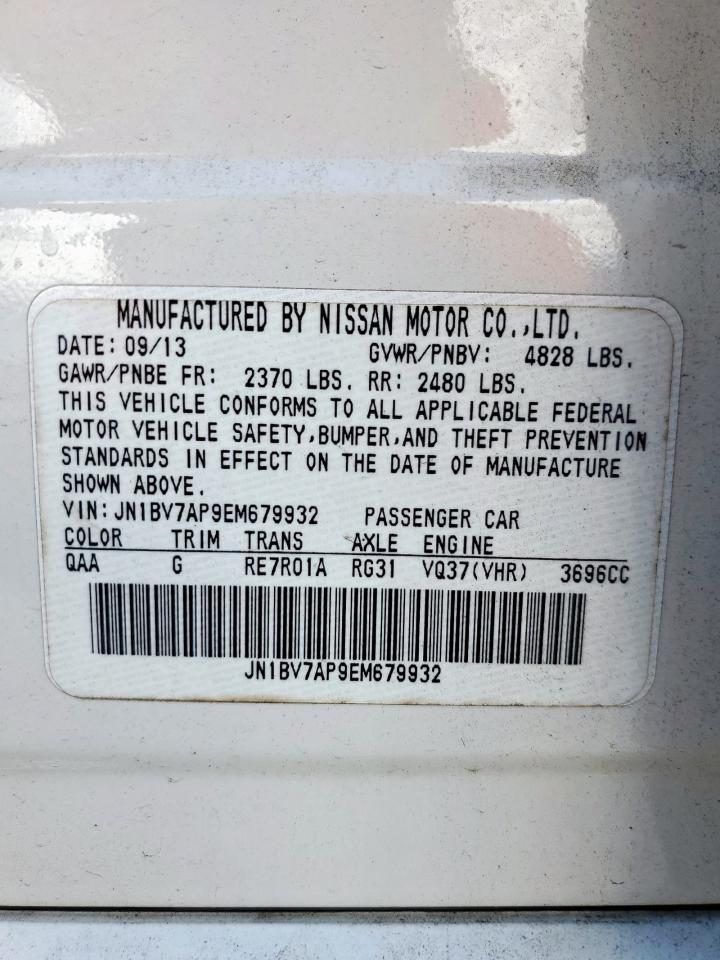 MANUFACTURED BY NISSAN MOTOR CO.,LTD.
DATE: 09/13 GVWR/PNBV: 4828 LBS.
GAWR/PNBE FR: 2370 LBS. RR: 2480 LBS.
THIS VEHICLE CONFORMS TO ALL APPLICABLE FEDERAL
MOTOR VEHICLE SAFETY,BUMPER,AND THEFT PREVENTION
STANDARDS IN EFFECT ON THE DATE OF MANUFACTURE
SHOWN ABOVE.
VIN: JN1BV7AP9EM679932 PASSENGER CAR
COLOR TRIM TRANS AXLE ENGINE
QAA G RE7R01A RG31 VQ37(VHR) 3696CC
JN1BV7AP9EM679932